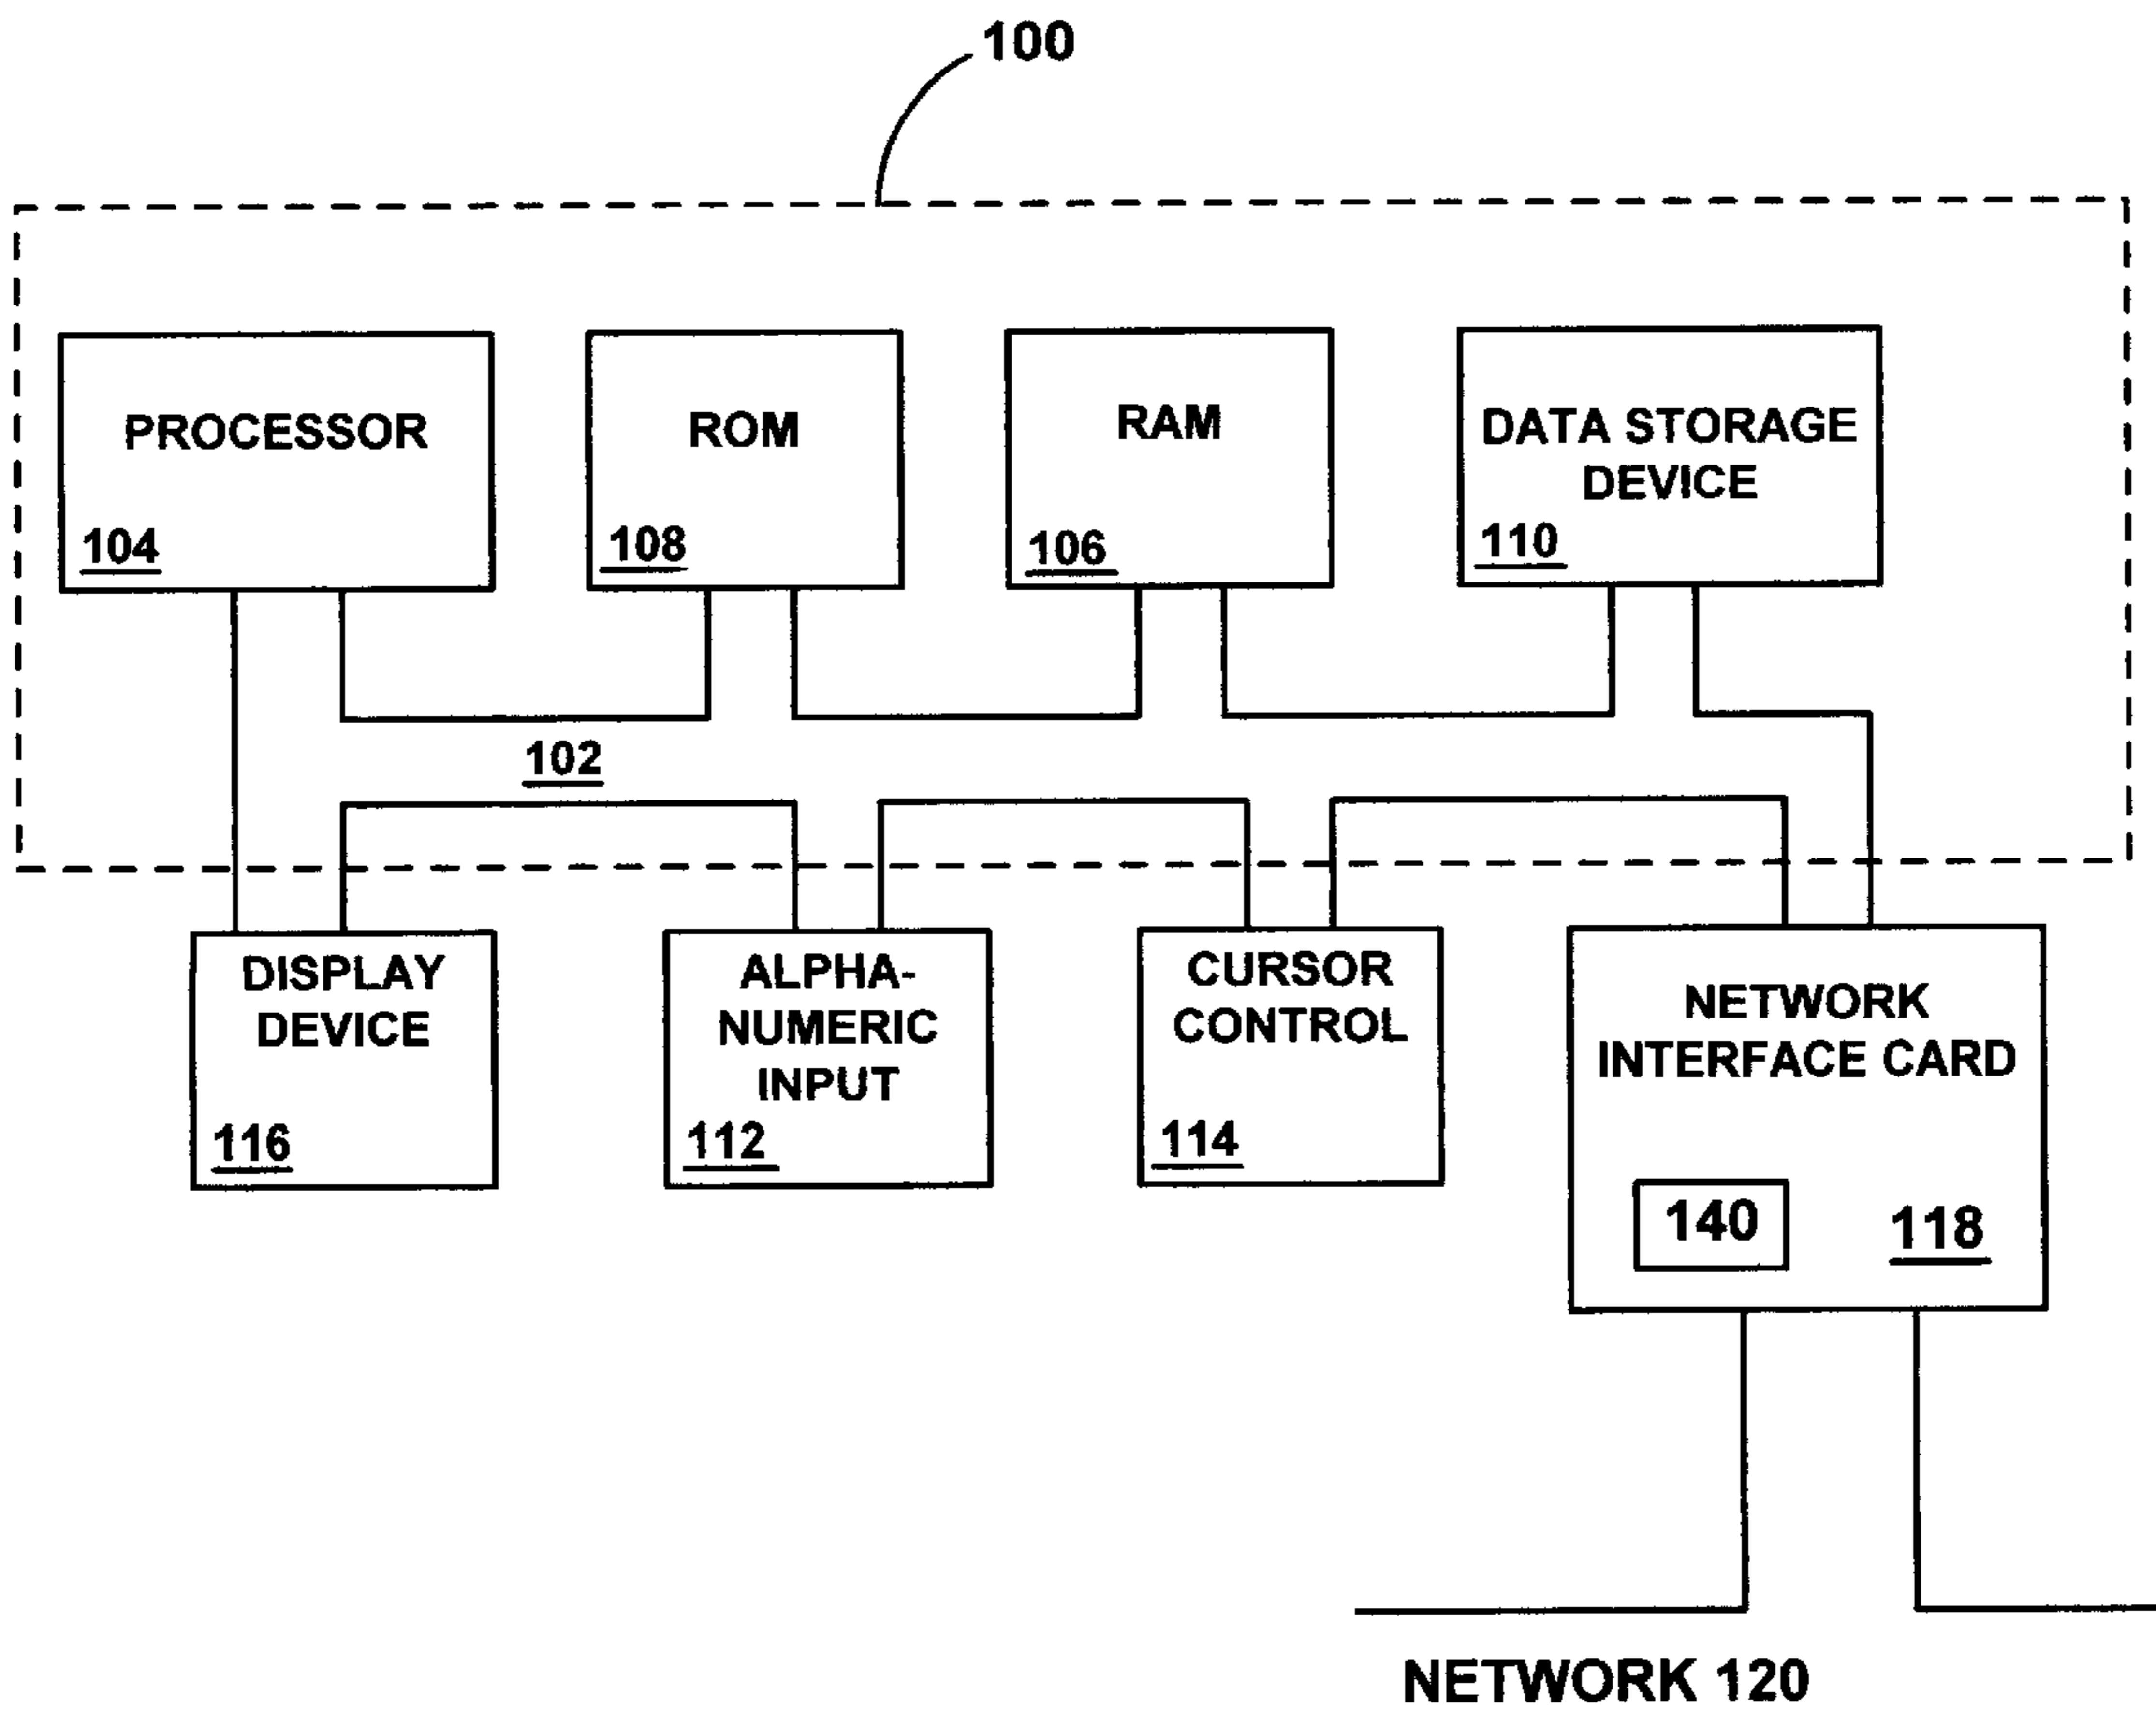 100
PROCESSOR
104
ROM
108
RAM
106
DATA STORAGE
DEVICE
110
102
DISPLAY
DEVICE
116
ALPHA-
NUMERIC
INPUT
112
CURSOR
CONTROL
114
NETWORK
INTERFACE CARD
140
118
NETWORK 120